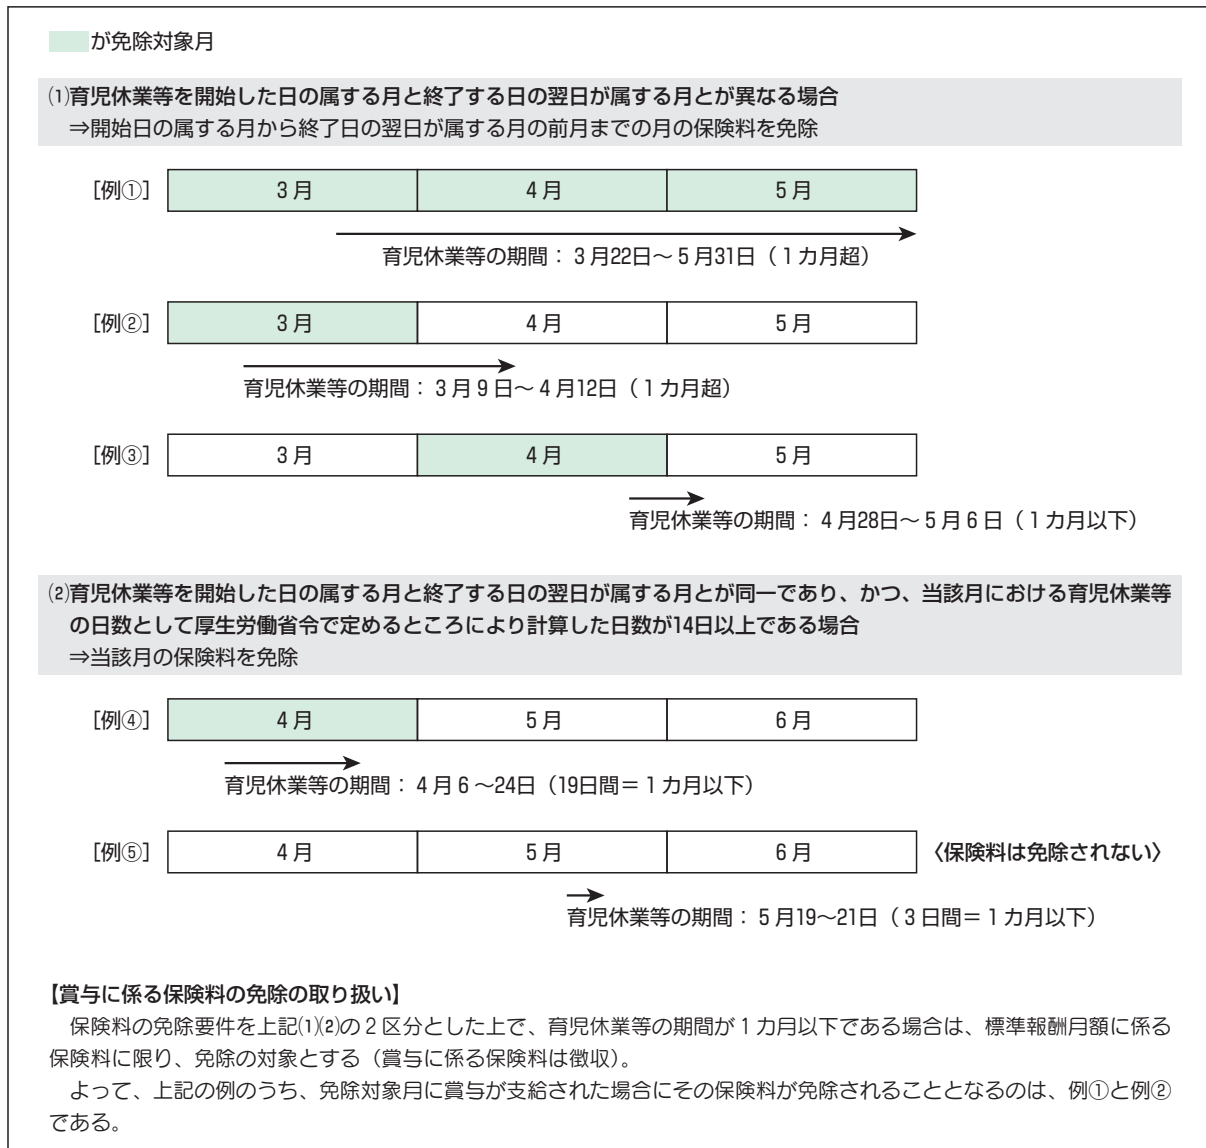 が免除対象月
⑴育児休業等を開始した日の属する月と終了する日の翌日が属する月とが異なる場合
⇒開始日の属する月から終了日の翌日が属する月の前月までの月の保険料を免除
［例①］ 3月 4月 5月
育児休業等の期間：3月22日～5月31日（1カ月超）
［例②］ 3月 4月 5月
育児休業等の期間：3月9日～4月12日（1カ月超）
［例③］ 3月 4月 5月
育児休業等の期間：4月28日～5月6日（1カ月以下）
⑵育児休業等を開始した日の属する月と終了する日の翌日が属する月とが同一であり、かつ、当該月における育児休業等
の日数として厚生労働省令で定めるところにより計算した日数が14日以上である場合
⇒当該月の保険料を免除
［例④］ 4月 5月 6月
育児休業等の期間：4月6～24日（19日間＝1カ月以下）
［例⑤］ 4月 5月 6月 〈保険料は免除されない〉
育児休業等の期間：5月19～21日（3日間＝1カ月以下）
【賞与に係る保険料の免除の取り扱い】
保険料の免除要件を上記⑴⑵の2区分とした上で、育児休業等の期間が1カ月以下である場合は、標準報酬月額に係る
保険料に限り、免除の対象とする（賞与に係る保険料は徴収）。
よって、上記の例のうち、免除対象月に賞与が支給された場合にその保険料が免除されることとなるのは、例①と例②
である。